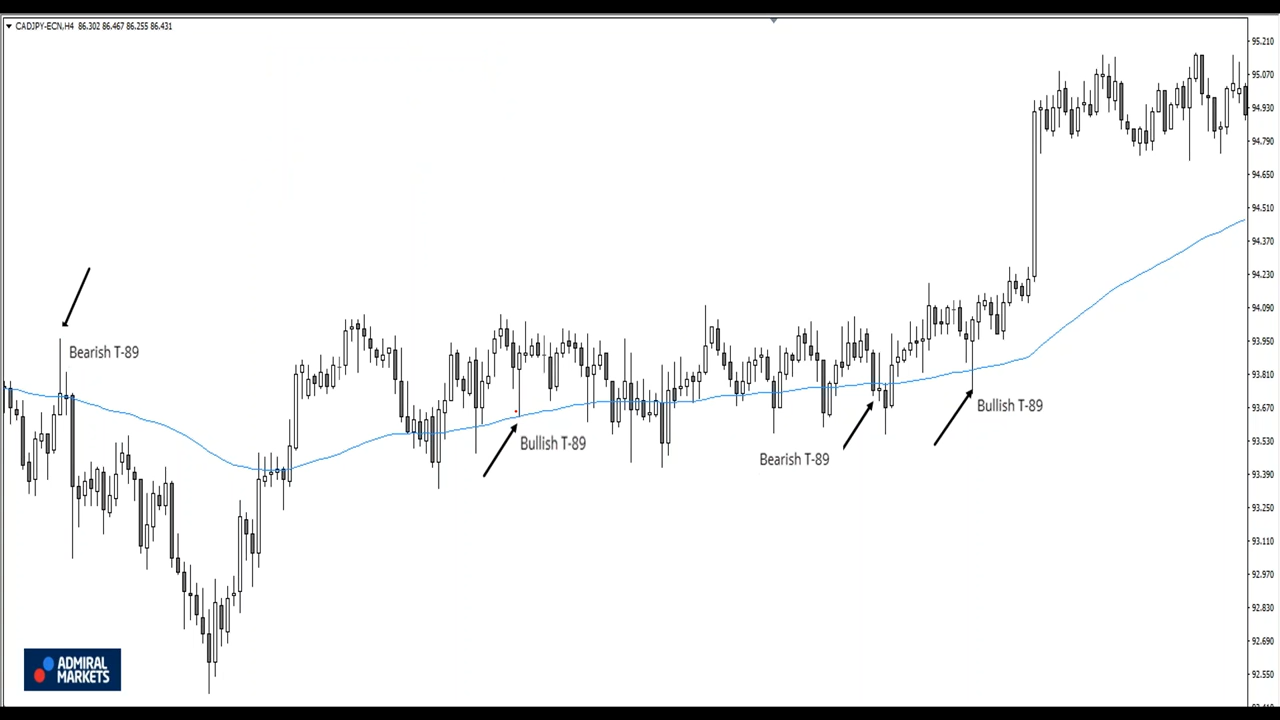 CADJPY-ECN,H4 86.302 86.467 86.255 86.431
95.210
95.070
94.930
94.790
94.650
94.510
94.370
94.230
94.090
93.950
93.810
93.670
93.530
93.390
93.250
93.110
92.970
92.830
92.690
92.550
Bearish T-89
Bullish T-89
Bearish T-89
Bullish T-89
ADMIRAL
MARKETS